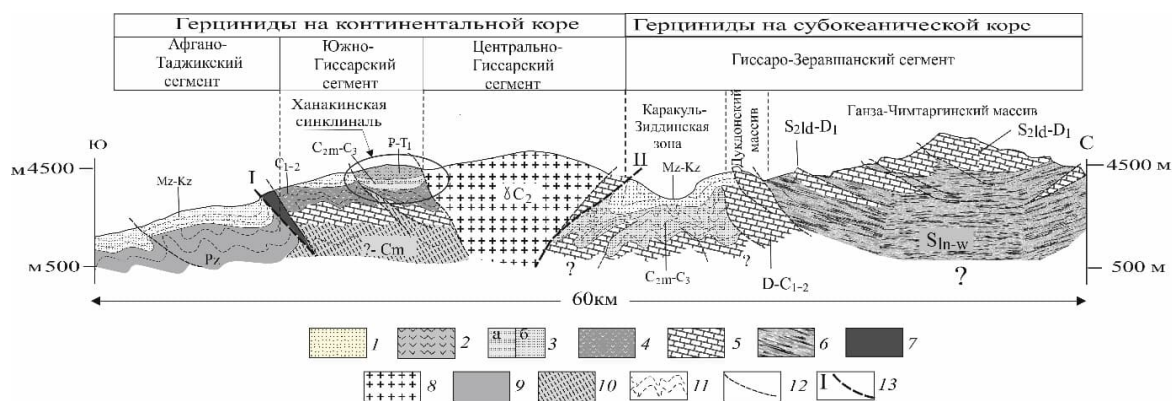 Герциниды на континентальной коре
Герциниды на субокеанической корс
Афгано-
Таджикский
сегмент
Южно-
Гиссарский
сегмент
Центрально-
Гиссарский
сегмент
Гиссаро-Зеравшанский сегмент
Ханакинская
синклиналь
Каракуль-
Зиддинская
зона
Дукдонский
массив
Ганза-Чимтаргинский массив
Ю
С
м4500
4500 м
м 500
500 м
Mz-Kz
I
C₁₋₂
C₂m-C₃
P-T₁
II
Mz-Kz
S₂ld-D₁
S₂ld-D₁
ɣC₂
Pz
?- Cm
?
C₂m-C₃
?
D-C₁₋₂
S₁n-w
?
60км
1
2
а б 3
4
5
6
7
8
9
10
11
12
I 13